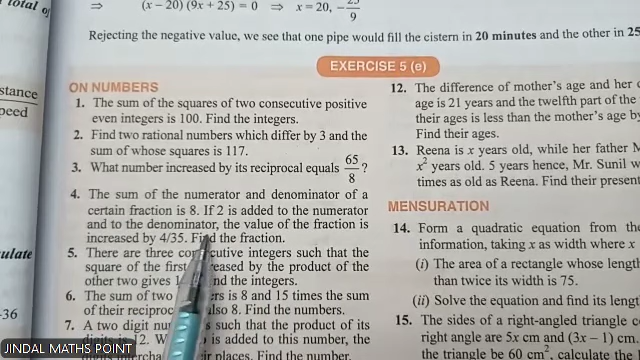 total of
⇒ (x − 20) (9x + 25) = 0 ⇒ x = 20, −25/9
Rejecting the negative value, we see that one pipe would fill the cistern in 20 minutes and the other in 25
EXERCISE 5 (e)
stance
peed
culate
-36
ON NUMBERS
1. The sum of the squares of two consecutive positive
even integers is 100. Find the integers.
2. Find two rational numbers which differ by 3 and the
sum of whose squares is 117.
3. What number increased by its reciprocal equals 65/8 ?
4. The sum of the numerator and denominator of a
certain fraction is 8. If 2 is added to the numerator
and to the denominator, the value of the fraction is
increased by 4/35. Find the fraction.
5. There are three consecutive integers such that the
square of the first increased by the product of the
other two gives nd the integers.
6. The sum of two ers is 8 and 15 times the sum
of their reciproc also 8. Find the numbers.
7. A two digit nu s such that the product of its
digits is 12. W is added to this number, the
ir places. Find the number.
12. The difference of mother's age and her
age is 21 years and the twelfth part of the
their ages is less than the mother's age by
Find their ages.
13. Reena is x years old, while her father M
x² years old. 5 years hence, Mr. Sunil w
times as old as Reena. Find their present
MENSURATION
14. Form a quadratic equation from the
information, taking x as width where x
(i) The area of a rectangle whose length
than twice its width is 75.
(ii) Solve the equation and find its length
15. The sides of a right-angled triangle
right angle are 5x cm and (3x − 1) cm
the triangle be 60 cm², calculate the
JINDAL MATHS POINT